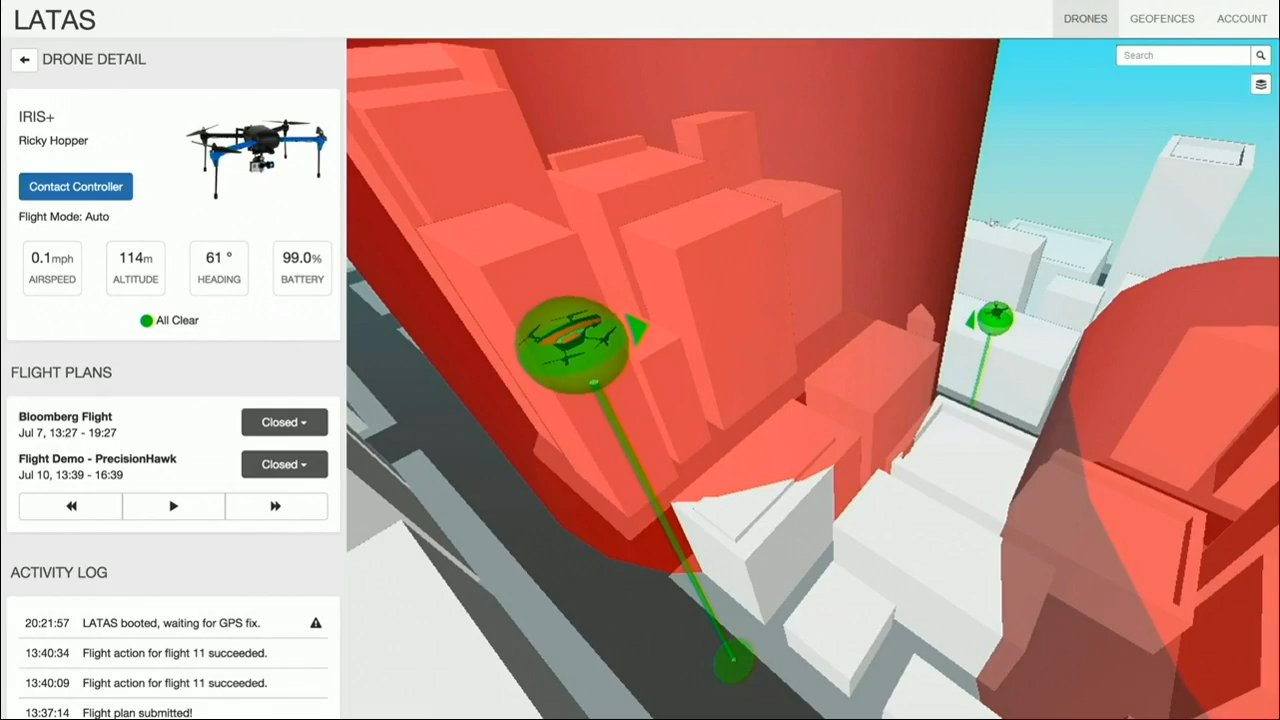 LATAS
DRONES
GEOFENCES
ACCOUNT
DRONE DETAIL
Search
IRIS+
Ricky Hopper
Contact Controller
Flight Mode: Auto
0.1mph
AIRSPEED
114m
ALTITUDE
61 °
HEADING
99.0%
BATTERY
All Clear
FLIGHT PLANS
Bloomberg Flight
Jul 7, 13:27 - 19:27
Closed
Flight Demo - PrecisionHawk
Jul 10, 13:39 - 16:39
Closed
ACTIVITY LOG
20:21:57 LATAS booted, waiting for GPS fix.
13:40:34 Flight action for flight 11 succeeded.
13:40:09 Flight action for flight 11 succeeded.
13:37:14 Flight plan submitted!